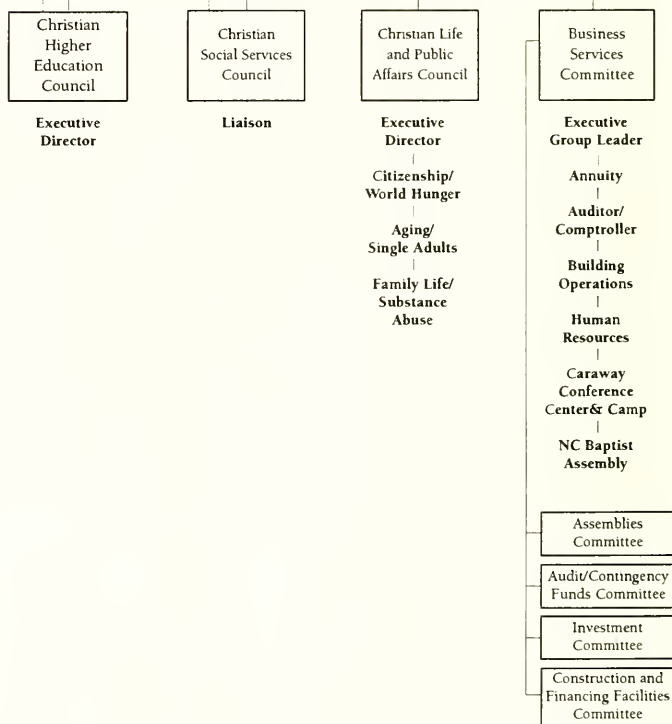 Christian
Higher
Education
Council
Executive
Director
Christian
Social Services
Council
Liaison
Christian Life
and Public
Affairs Council
Executive
Director
Citizenship/
World Hunger
Aging/
Single Adults
Family Life/
Substance
Abuse
Business
Services
Committee
Executive
Group Leader
Annuity
Auditor/
Comptroller
Building
Operations
Human
Resources
Caraway
Conference
Center& Camp
NC Baptist
Assembly
Assemblies
Committee
Audit/Contingency
Funds Committee
Investment
Committee
Construction and
Financing Facilities
Committee